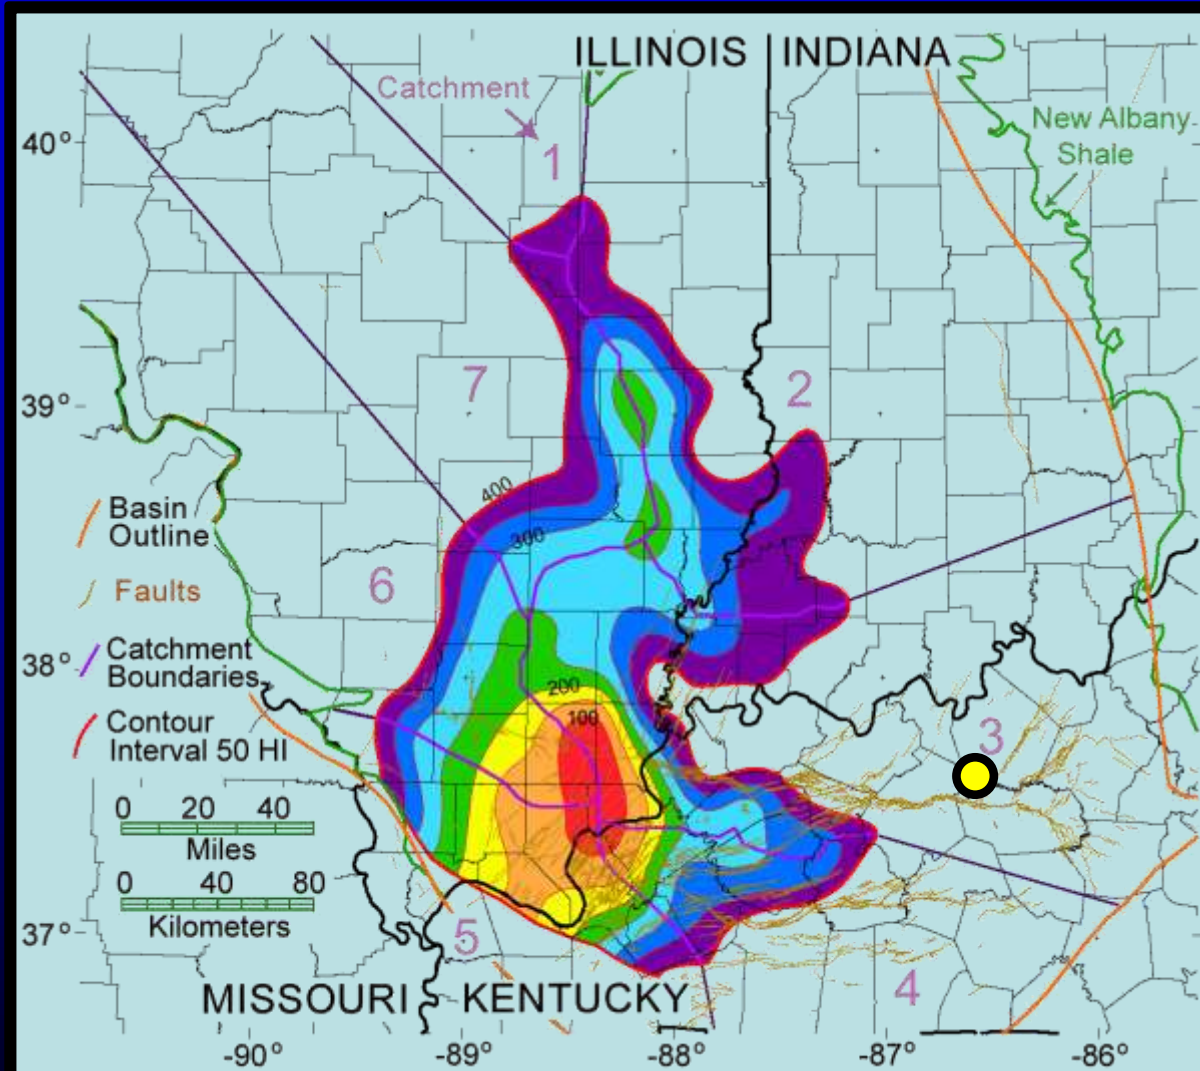 ILLINOIS
INDIANA
Catchment
New Albany
Shale
40°
1
39°
7
2
400
300
Basin
Outline
Faults
6
Catchment
Boundaries
38°
200
100
Contour
Interval 50 HI
3
0 20 40
Miles
0 40 80
Kilometers
37°
5
4
MISSOURI
KENTUCKY
-90° -89° -88° -87° -86°